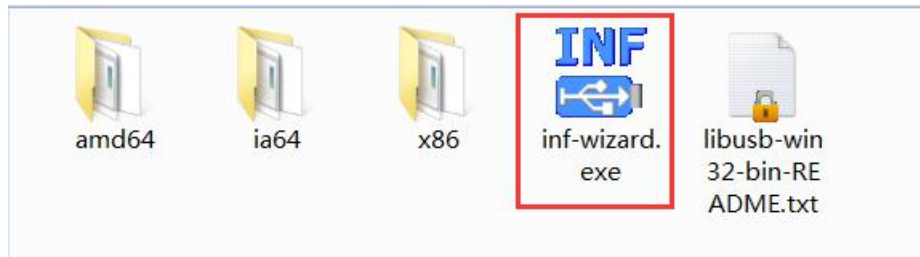 INF
amd64
ia64
x86
inf-wizard.
exe
libusb-win
32-bin-RE
ADME.txt